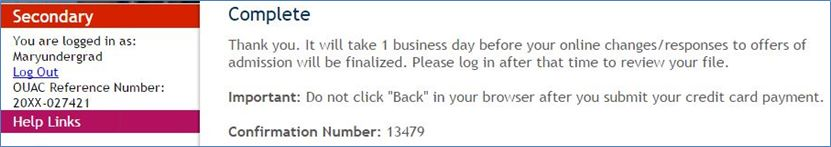 Secondary
You are logged in as:
Maryundergrad
Log Out
OUAC Reference Number:
20XX-027421
Help Links
Complete
Thank you. It will take 1 business day before your online changes/responses to offers of
admission will be finalized. Please log in after that time to review your file.
Important: Do not click "Back" in your browser after you submit your credit card payment.
Confirmation Number: 13479